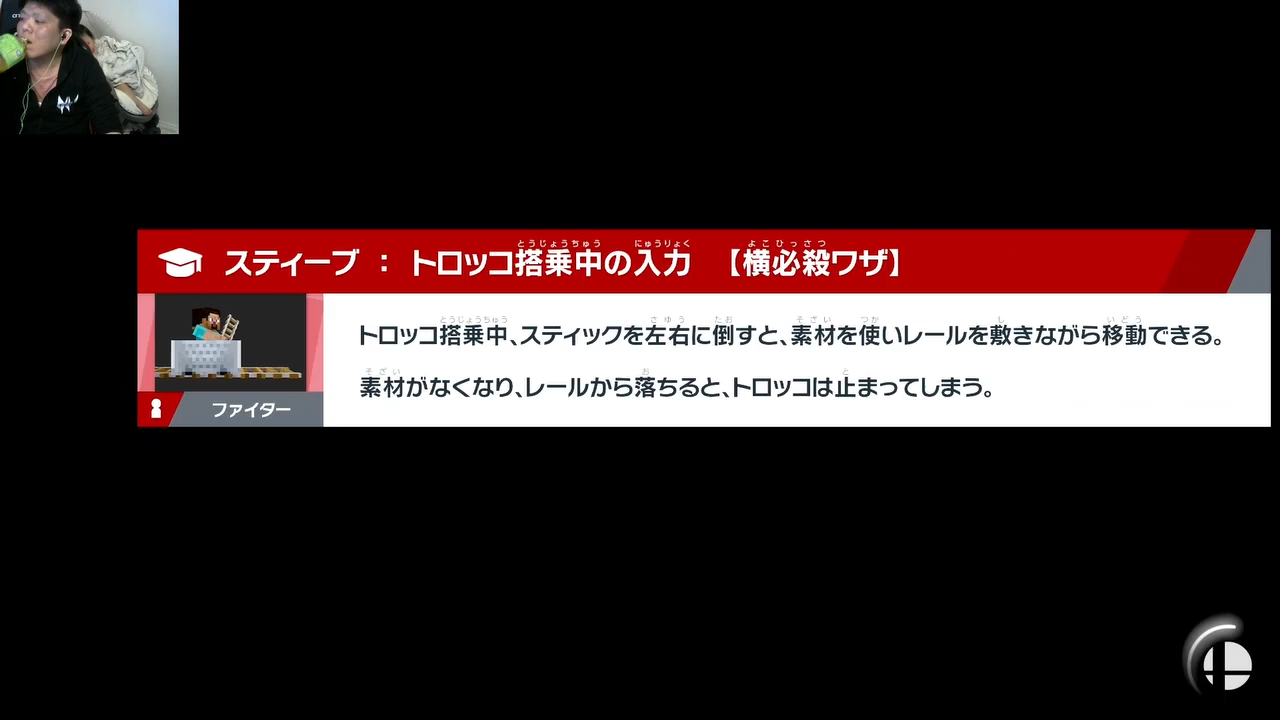 スティーブ : トロッコ搭乗中の入力 【横必殺ワザ】
トロッコ搭乗中、スティックを左右に倒すと、素材を使いレールを敷きながら移動できる。
素材がなくなり、レールから落ちると、トロッコは止まってしまう。
ファイター